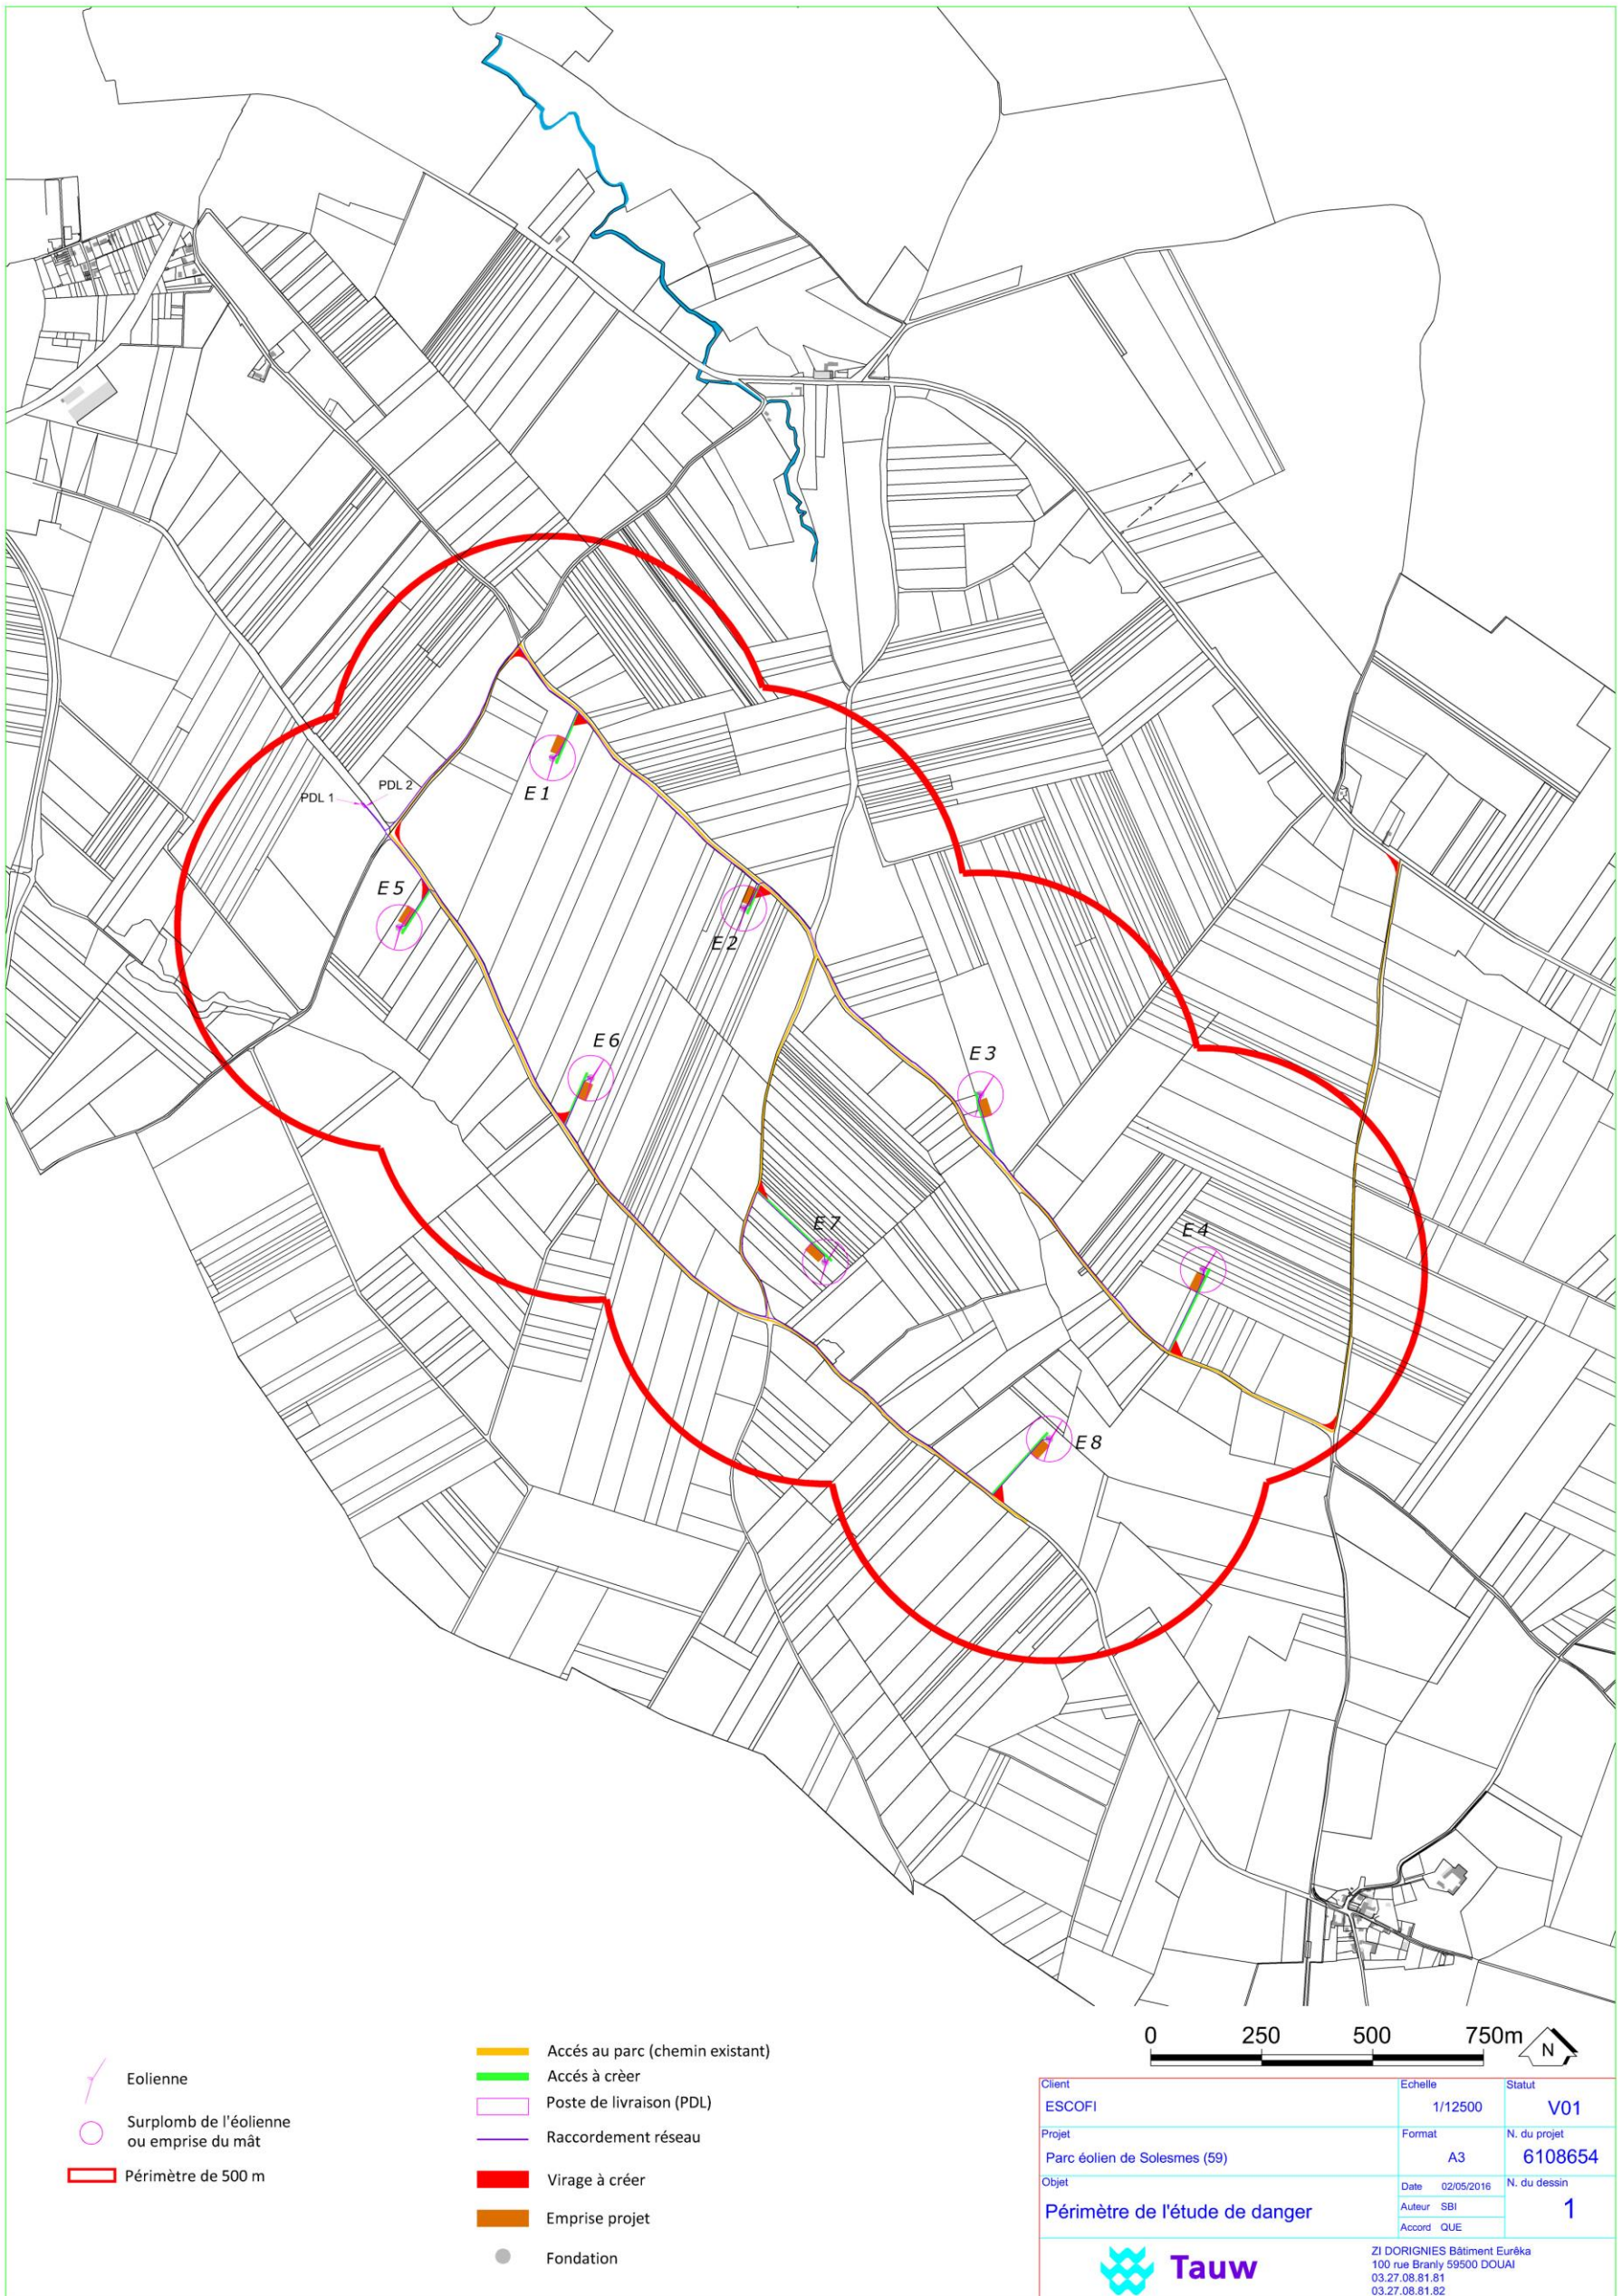 PDL 1
PDL 2
E 1
E 5
E 2
E 6
E 3
E 7
E 4
E 8
0 250 500 750m
N
Eolienne
Surplomb de l'éolienne
ou emprise du mât
Périmètre de 500 m
Accés au parc (chemin existant)
Accés à crèer
Poste de livraison (PDL)
Raccordement réseau
Virage à créer
Emprise projet
Fondation
Client
ESCOFI
Echelle
1/12500
Statut
V01
Projet
Parc éolien de Solesmes (59)
Format
A3
N. du projet
6108654
Objet
Périmètre de l'étude de danger
Date 02/05/2016
Auteur SBI
Accord QUE
N. du dessin
1
Tauw
ZI DORIGNIES Bâtiment Eurêka
100 rue Branly 59500 DOUAI
03.27.08.81.81
03.27.08.81.82